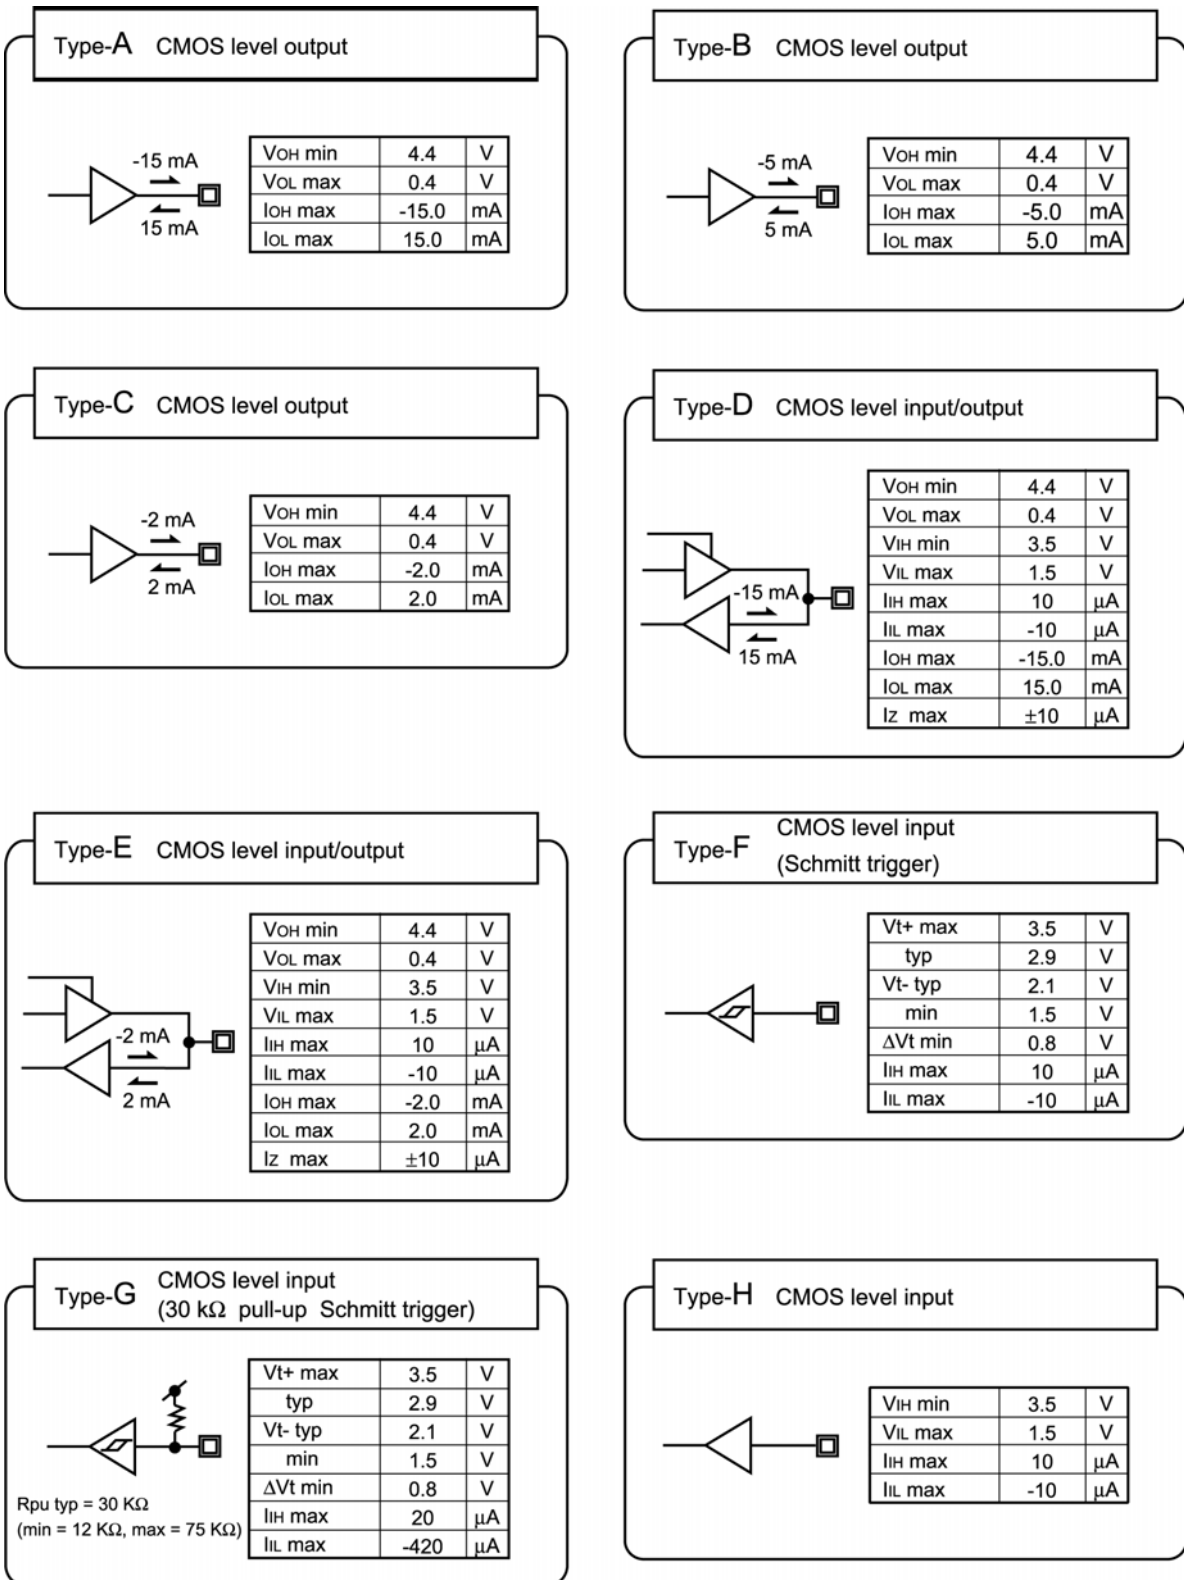 Type-A CMOS level output
-15 mA
15 mA
VOH min 4.4 V
VOL max 0.4 V
IOH max -15.0 mA
IOL max 15.0 mA
Type-B CMOS level output
-5 mA
5 mA
VOH min 4.4 V
VOL max 0.4 V
IOH max -5.0 mA
IOL max 5.0 mA
Type-C CMOS level output
-2 mA
2 mA
VOH min 4.4 V
VOL max 0.4 V
IOH max -2.0 mA
IOL max 2.0 mA
Type-D CMOS level input/output
-15 mA
15 mA
VOH min 4.4 V
VOL max 0.4 V
VIH min 3.5 V
VIL max 1.5 V
IIH max 10 μA
IIL max -10 μA
IOH max -15.0 mA
IOL max 15.0 mA
IZ max ±10 μA
Type-E CMOS level input/output
-2 mA
2 mA
VOH min 4.4 V
VOL max 0.4 V
VIH min 3.5 V
VIL max 1.5 V
IIH max 10 μA
IIL max -10 μA
IOH max -2.0 mA
IOL max 2.0 mA
IZ max ±10 μA
Type-F CMOS level input
(Schmitt trigger)
Vt+ max 3.5 V
typ 2.9 V
Vt- typ 2.1 V
min 1.5 V
ΔVt min 0.8 V
IIH max 10 μA
IIL max -10 μA
Type-G CMOS level input
(30 kΩ pull-up Schmitt trigger)
Rpu typ = 30 KΩ
(min = 12 KΩ, max = 75 KΩ)
Vt+ max 3.5 V
typ 2.9 V
Vt- typ 2.1 V
min 1.5 V
ΔVt min 0.8 V
IIH max 20 μA
IIL max -420 μA
Type-H CMOS level input
VIH min 3.5 V
VIL max 1.5 V
IIH max 10 μA
IIL max -10 μA